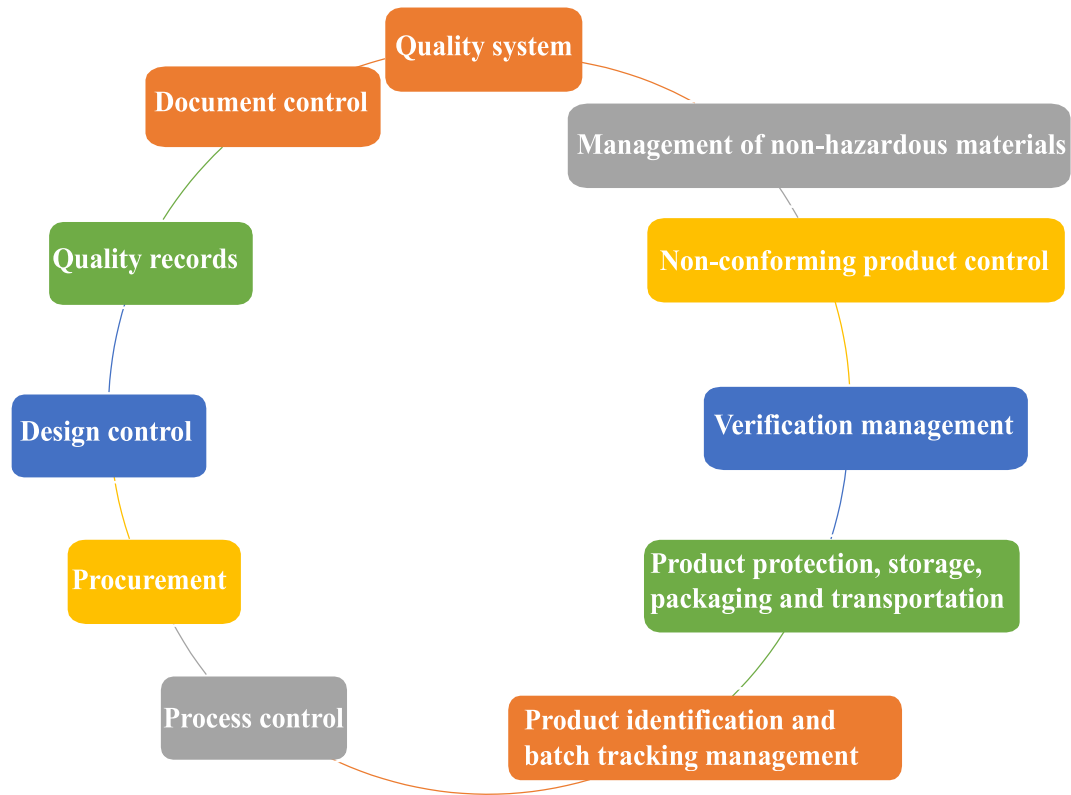 Quality system
Document control
Management of non-hazardous materials
Quality records
Non-conforming product control
Design control
Verification management
Procurement
Product protection, storage,
packaging and transportation
Process control
Product identification and
batch tracking management